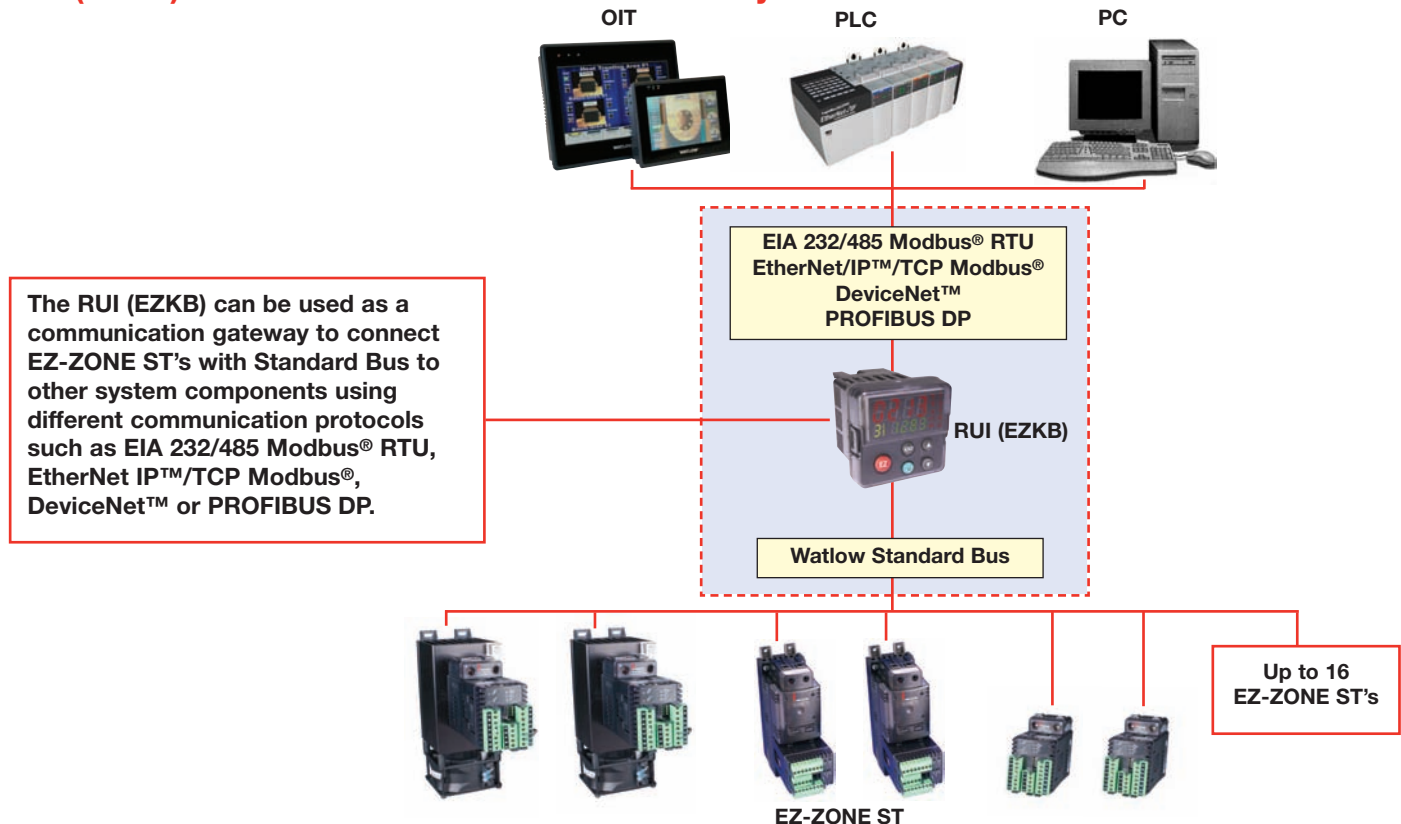 OIT
PLC
PC
EIA 232/485 Modbus® RTU
EtherNet/IP™/TCP Modbus®
DeviceNet™
PROFIBUS DP
The RUI (EZKB) can be used as a
communication gateway to connect
EZ-ZONE ST’s with Standard Bus to
other system components using
different communication protocols
such as EIA 232/485 Modbus® RTU,
EtherNet IP™/TCP Modbus®,
DeviceNet™ or PROFIBUS DP.
RUI (EZKB)
Watlow Standard Bus
Up to 16
EZ-ZONE ST’s
EZ-ZONE ST